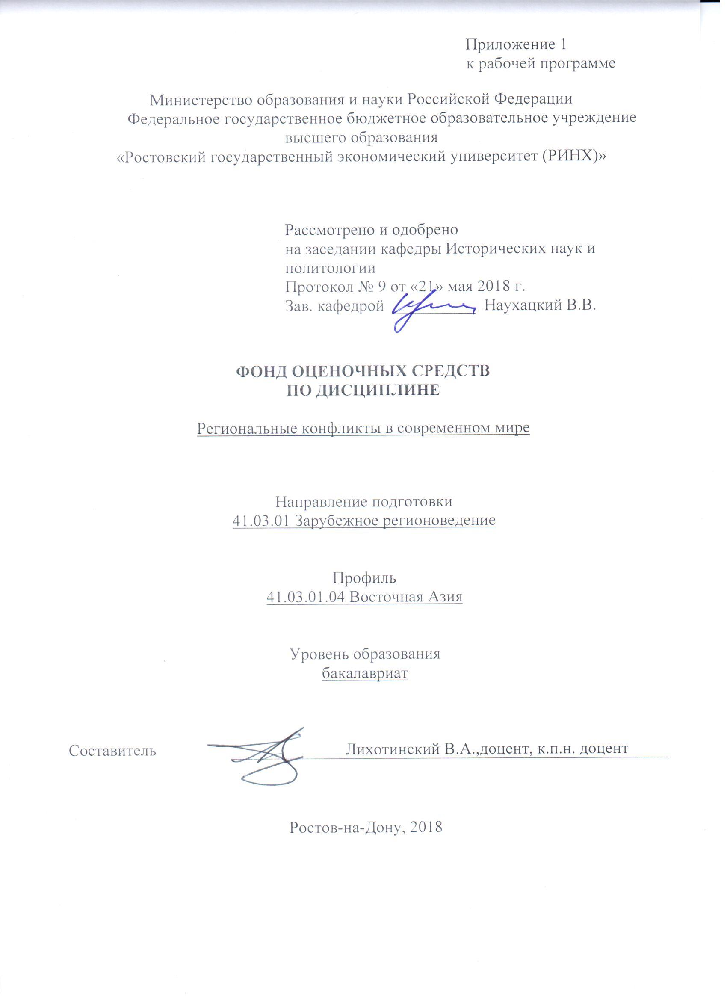 Приложение 1
к рабочей программе
Министерство образования и науки Российской Федерации
Федеральное государственное бюджетное образовательное учреждение
высшего образования
«Ростовский государственный экономический университет (РИНХ)»
Рассмотрено и одобрено
на заседании кафедры Исторических наук и
политологии
Протокол № 9 от «21» мая 2018 г.
Зав. кафедрой Наухацкий В.В.
ФОНД ОЦЕНОЧНЫХ СРЕДСТВ
ПО ДИСЦИПЛИНЕ
Региональные конфликты в современном мире
Направление подготовки
41.03.01 Зарубежное регионоведение
Профиль
41.03.01.04 Восточная Азия
Уровень образования
бакалавриат
Составитель Лихотинский В.А.,доцент, к.п.н. доцент
Ростов-на-Дону, 2018